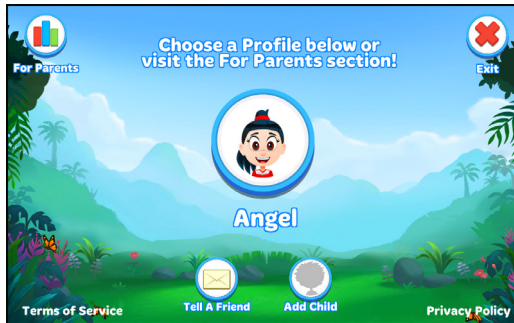 Choose a Profile below or
visit the For Parents section!
For Parents
Exit
Angel
Tell A Friend
Add Child
Terms of Service
Privacy Policy